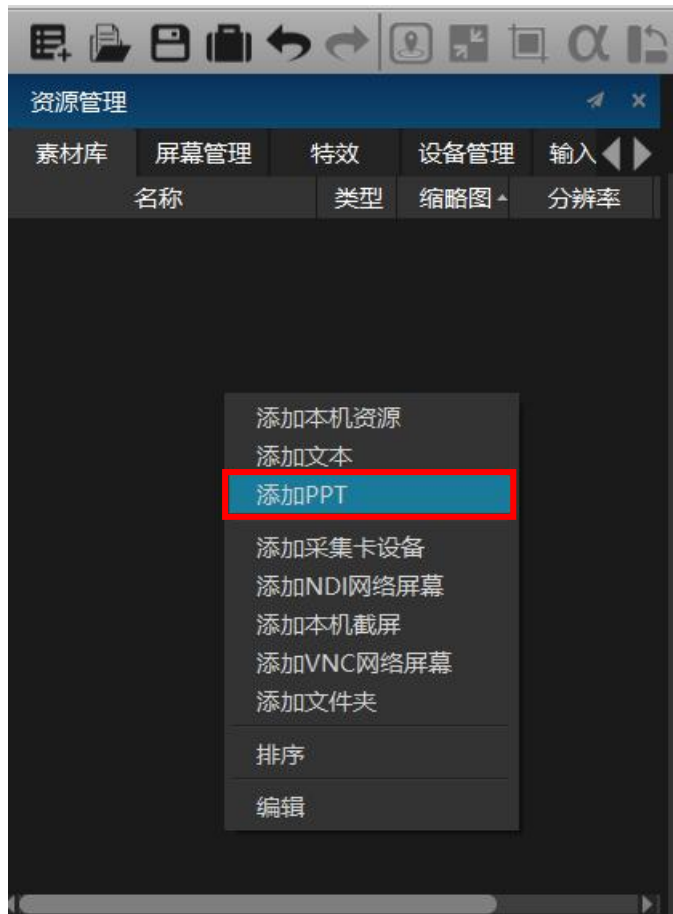 资源管理
素材库 屏幕管理 特效 设备管理 输入
名称 类型 缩略图 分辨率
添加本机资源
添加文本
添加PPT
添加采集卡设备
添加NDI网络屏幕
添加本机截屏
添加VNC网络屏幕
添加文件夹
排序
编辑